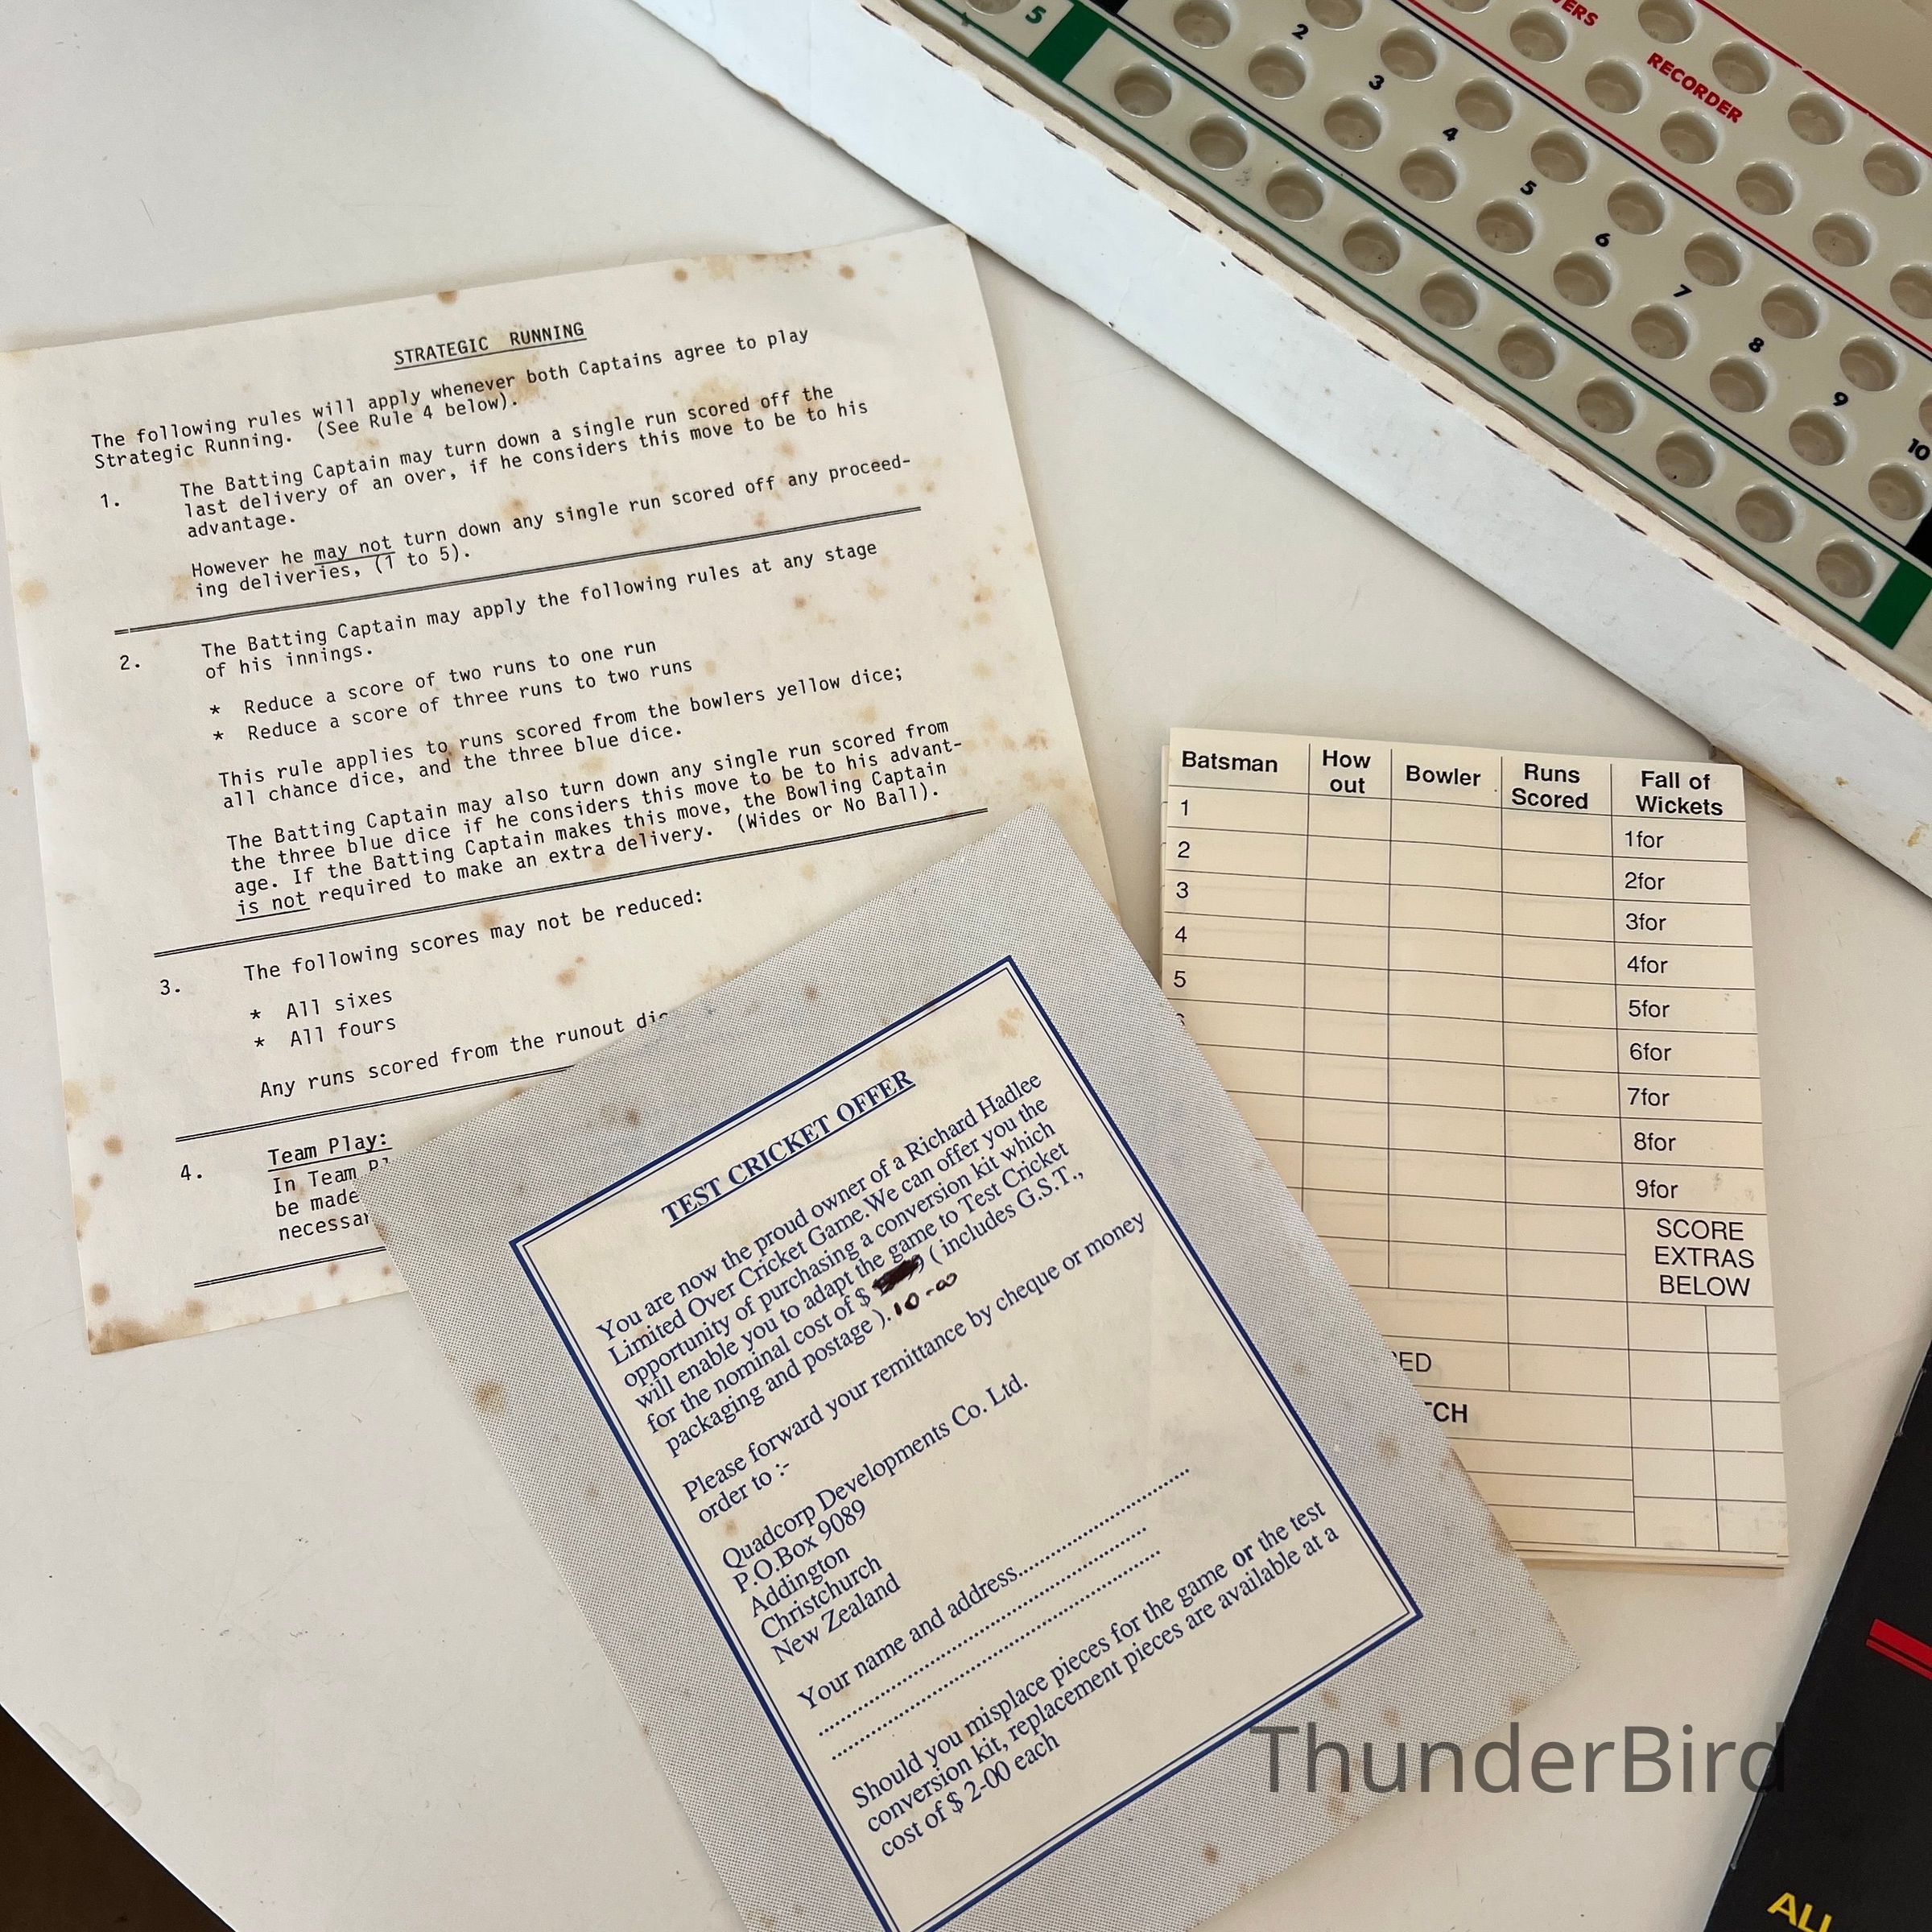 5
2
3
4
5
6
7
8
9
10
RECORDER
STRATEGIC RUNNING
The following rules will apply whenever both Captains agree to play
Strategic Running. (See Rule 4 below).
1. The Batting Captain may turn down a single run scored off the
last delivery of an over, if he considers this move to be to his
advantage.
However he may not turn down any single run scored off any proceed-
ing deliveries, (1 to 5).
2. The Batting Captain may apply the following rules at any stage
of his innings.
* Reduce a score of two runs to one run
* Reduce a score of three runs to two runs
This rule applies to runs scored from the bowlers yellow dice;
all chance dice, and the three blue dice.
The Batting Captain may also turn down any single run scored from
the three blue dice if he considers this move to be to his advant-
age. If the Batting Captain makes this move, the Bowling Captain
is not required to make an extra delivery. (Wides or No Ball).
3. The following scores may not be reduced:
* All sixes
* All fours
Any runs scored from the runout
4. Team Play:
In Team
be made
TEST CRICKET OFFER
You are now the proud owner of a Richard Hadlee
Limited Over Cricket Game. We can offer you the
opportunity of purchasing a conversion kit which
will enable you to adapt the game to Test Cricket
for the nominal cost of $ ( includes G.S.T.,
packaging and postage ). 10-00
Please forward your remittance by cheque or money
order to :-
Quadcorp Developments Co. Ltd.
P.O.Box 9089
Addington
Christchurch
New Zealand
Your name and address..............................
..............................
..............................
Should you misplace pieces for the game or the test
conversion kit, replacement pieces are available at a
cost of $ 2-00 each
Batsman How out Bowler Runs Scored Fall of Wickets
1
2
3
4
5
1for
2for
3for
4for
5for
6for
7for
8for
9for
SCORE
EXTRAS
BELOW
ThunderBird
ALL